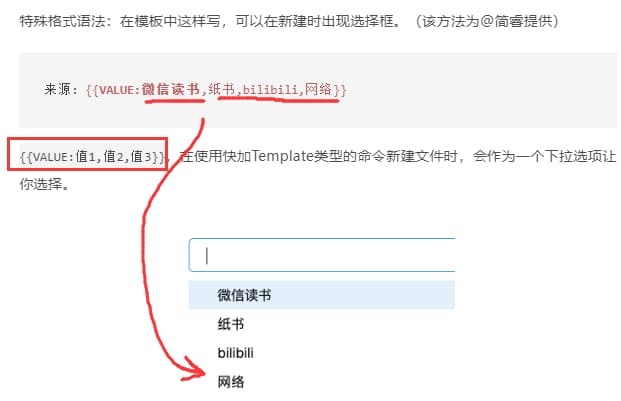 特殊格式语法：在模板中这样写，可以在新建时出现选择框。（该方法为@简睿提供）
来源：{{VALUE:微信读书,纸书,bilibili,网络}}
{{VALUE:值1,值2,值3}}，在使用快加Template类型的命令新建文件时，会作为一个下拉选项让
你选择。
微信读书
纸书
bilibili
网络